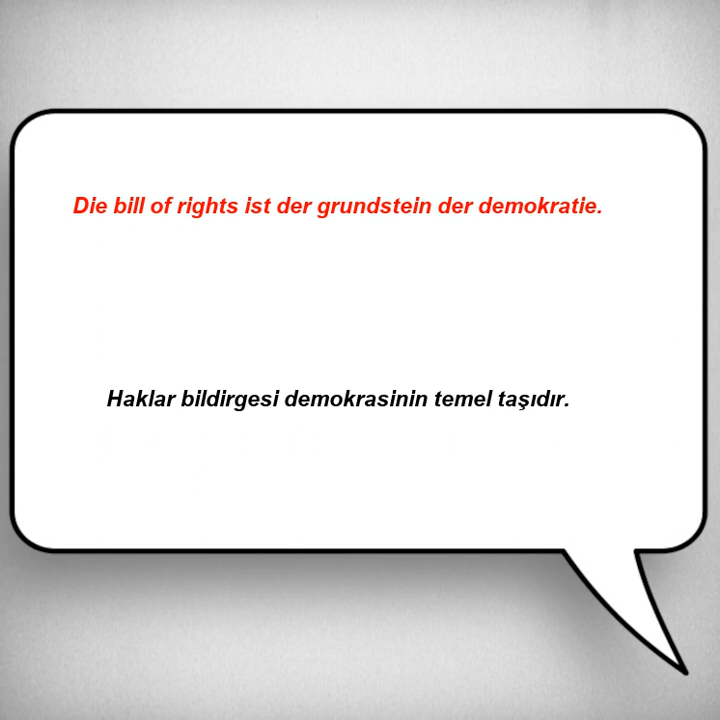 Die bill of rights ist der grundstein der demokratie.
Haklar bildirgesi demokrasinin temel taşıdır.